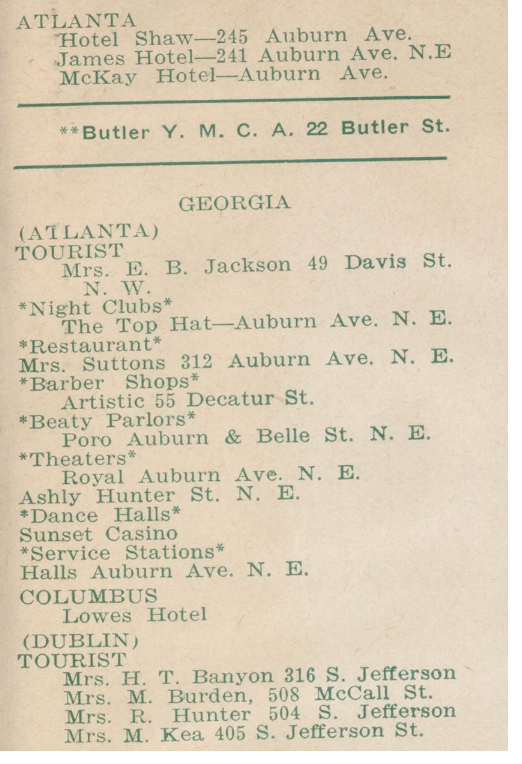 ATLANTA
Hotel Shaw—245 Auburn Ave.
James Hotel—241 Auburn Ave. N.E
McKay Hotel—Auburn Ave.
**Butler Y. M. C. A. 22 Butler St.
GEORGIA
(ATLANTA)
TOURIST
Mrs. E. B. Jackson 49 Davis St.
N. W.
*Night Clubs*
The Top Hat—Auburn Ave. N. E.
*Restaurant*
Mrs. Suttons 312 Auburn Ave. N. E.
*Barber Shops*
Artistic 55 Decatur St.
*Beaty Parlors*
Poro Auburn & Belle St. N. E.
*Theaters*
Royal Auburn Ave. N. E.
Ashly Hunter St. N. E.
*Dance Halls*
Sunset Casino
*Service Stations*
Halls Auburn Ave. N. E.
COLUMBUS
Lowes Hotel
(DUBLIN)
TOURIST
Mrs. H. T. Banyon 316 S. Jefferson
Mrs. M. Burden, 508 McCall St.
Mrs. R. Hunter 504 S. Jefferson
Mrs. M. Kea 405 S. Jefferson St.